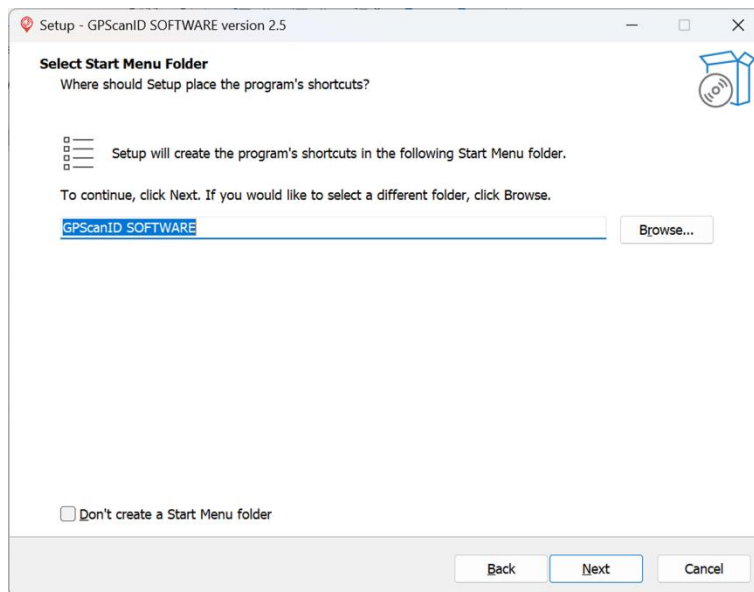 Setup - GPScanID SOFTWARE version 2.5
Select Start Menu Folder
Where should Setup place the program's shortcuts?
Setup will create the program's shortcuts in the following Start Menu folder.
To continue, click Next. If you would like to select a different folder, click Browse.
GPScanID SOFTWARE
Browse...
Don't create a Start Menu folder
Back
Next
Cancel